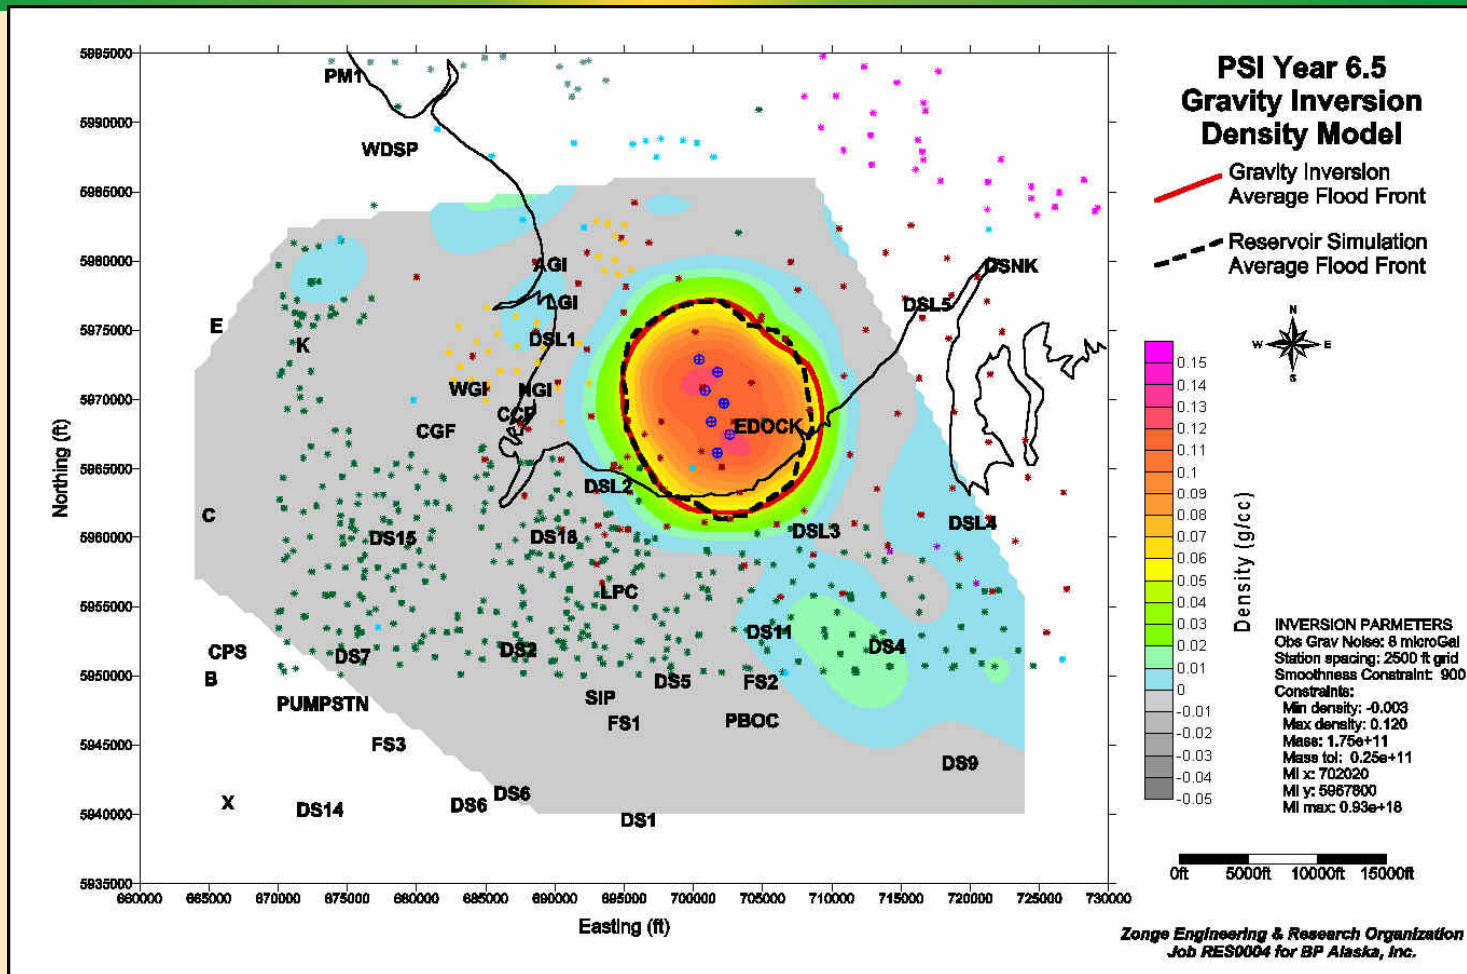 PSI Year 6.5
Gravity Inversion
Density Model
Gravity Inversion
Average Flood Front
Reservoir Simulation
Average Flood Front
N
W E
S
5995000
5990000
5985000
5980000
5975000
5970000
5965000
5960000
5955000
5950000
5945000
5940000
5935000
Northing (ft)
660000 665000 670000 675000 680000 685000 690000 695000 700000 705000 710000 715000 720000 725000 730000
Easting (ft)
PM1
WDSP
AGI
DSNK
LGI
DSL5
E
K
DSL1
WGI
NGI
CCP
CGF
EDOCK
DSL2
C
DS15
DS18
DSL3
DSL4
LPC
DS11
DS4
CPS
DS7
DS2
B
DS5
FS2
PUMPSTN
SIP
FS1
PBOC
FS3
DS9
X
DS14
DS6
DS6
DS1
0.15
0.14
0.13
0.12
0.11
0.1
0.09
0.08
0.07
0.06
0.05
0.04
0.03
0.02
0.01
0
-0.01
-0.02
-0.03
-0.04
-0.05
Density (g/cc)
INVERSION PARMETERS
Obs Grav Noise: 8 microGal
Station spacing: 2500 ft grid
Smoothness Constraint: 900
Constraints:
Min density: -0.003
Max density: 0.120
Mass: 1.75e+11
Mass tol: 0.25e+11
MI x: 702020
MI y: 5967800
MI max: 0.93e+18
0ft 5000ft 10000ft 15000ft
Zonge Engineering & Research Organization
Job RES0004 for BP Alaska, Inc.